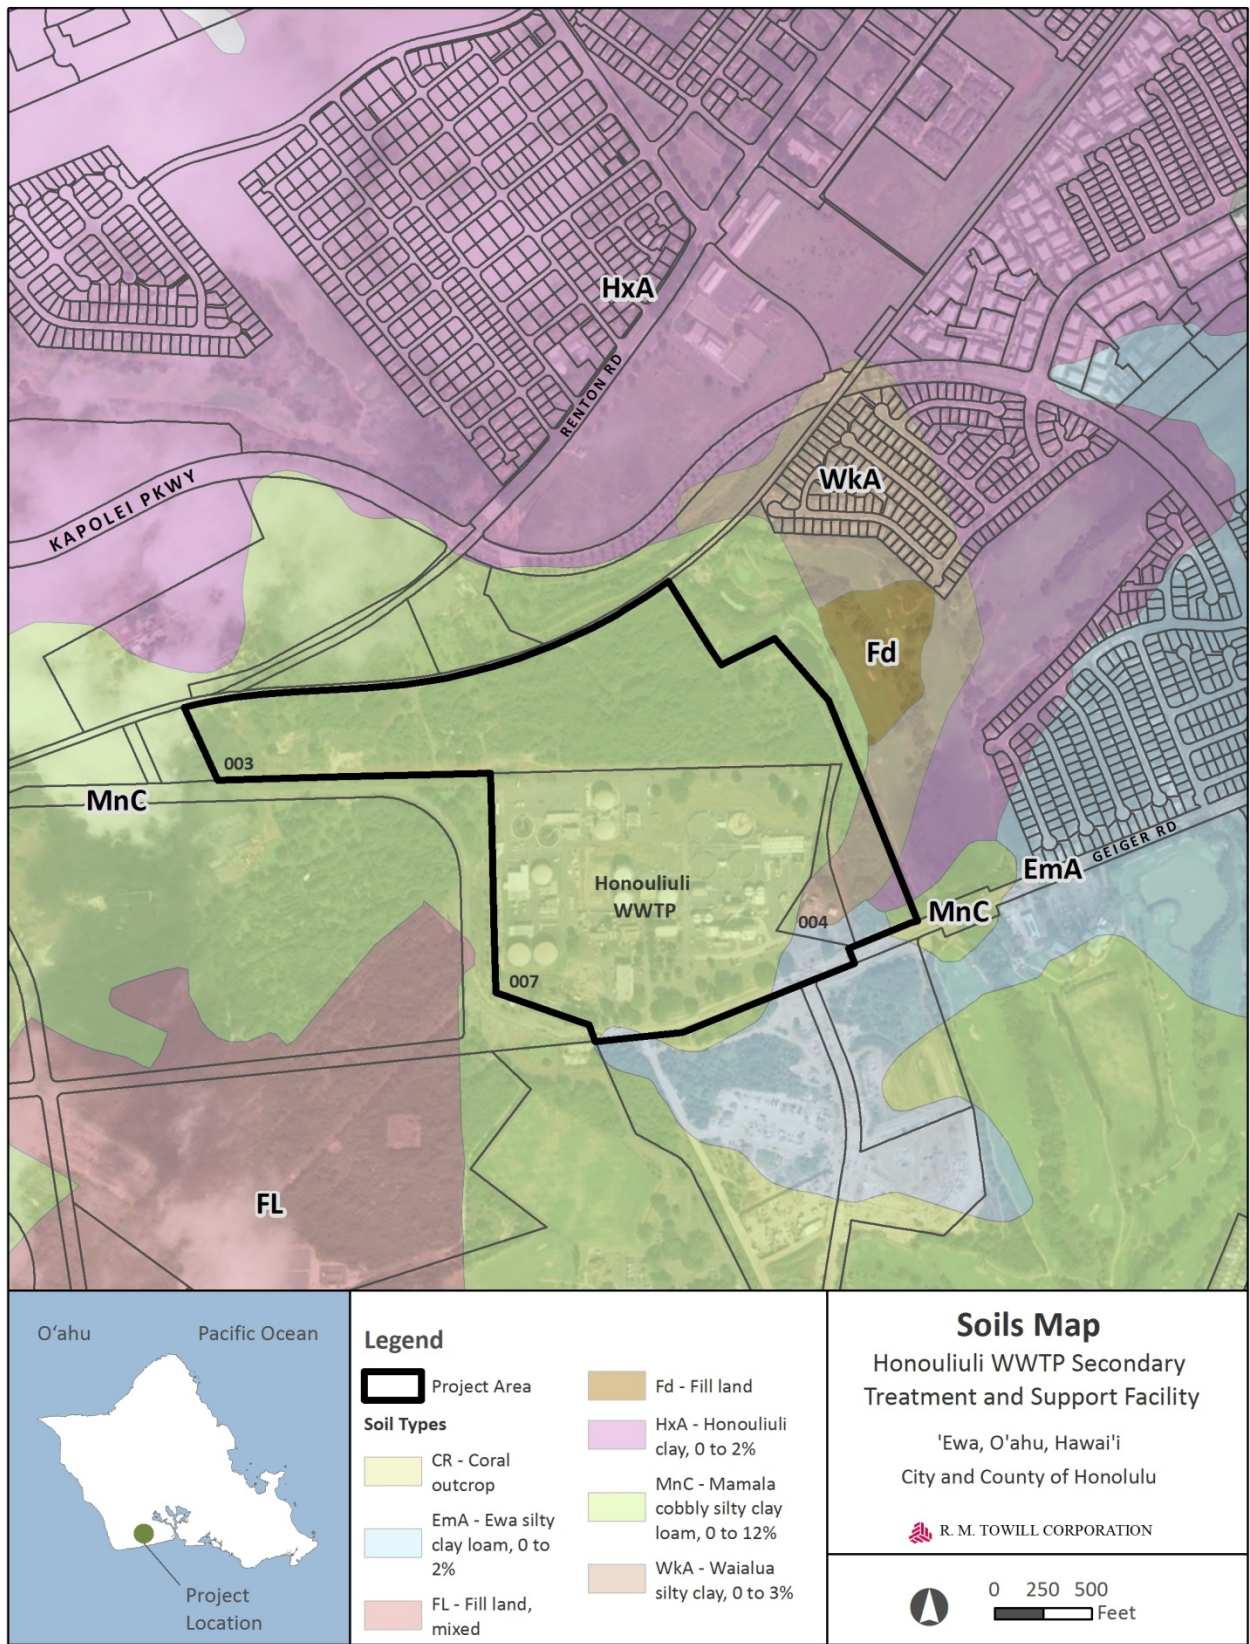 HxA
RENTON RD
WkA
KAPOLEI PKWY
Fd
003
MnC
Honouliuli
WWTP
EmA
GEIGER RD
MnC
004
007
FL
O‘ahu
Pacific Ocean
Project
Location
Legend
Project Area
Soil Types
CR - Coral
outcrop
EmA - Ewa silty
clay loam, 0 to
2%
FL - Fill land,
mixed
Fd - Fill land
HxA - Honouliuli
clay, 0 to 2%
MnC - Mamala
cobbly silty clay
loam, 0 to 12%
WkA - Waialua
silty clay, 0 to 3%
Soils Map
Honouliuli WWTP Secondary
Treatment and Support Facility
'Ewa, O'ahu, Hawai'i
City and County of Honolulu
R. M. TOWILL CORPORATION
0 250 500
Feet